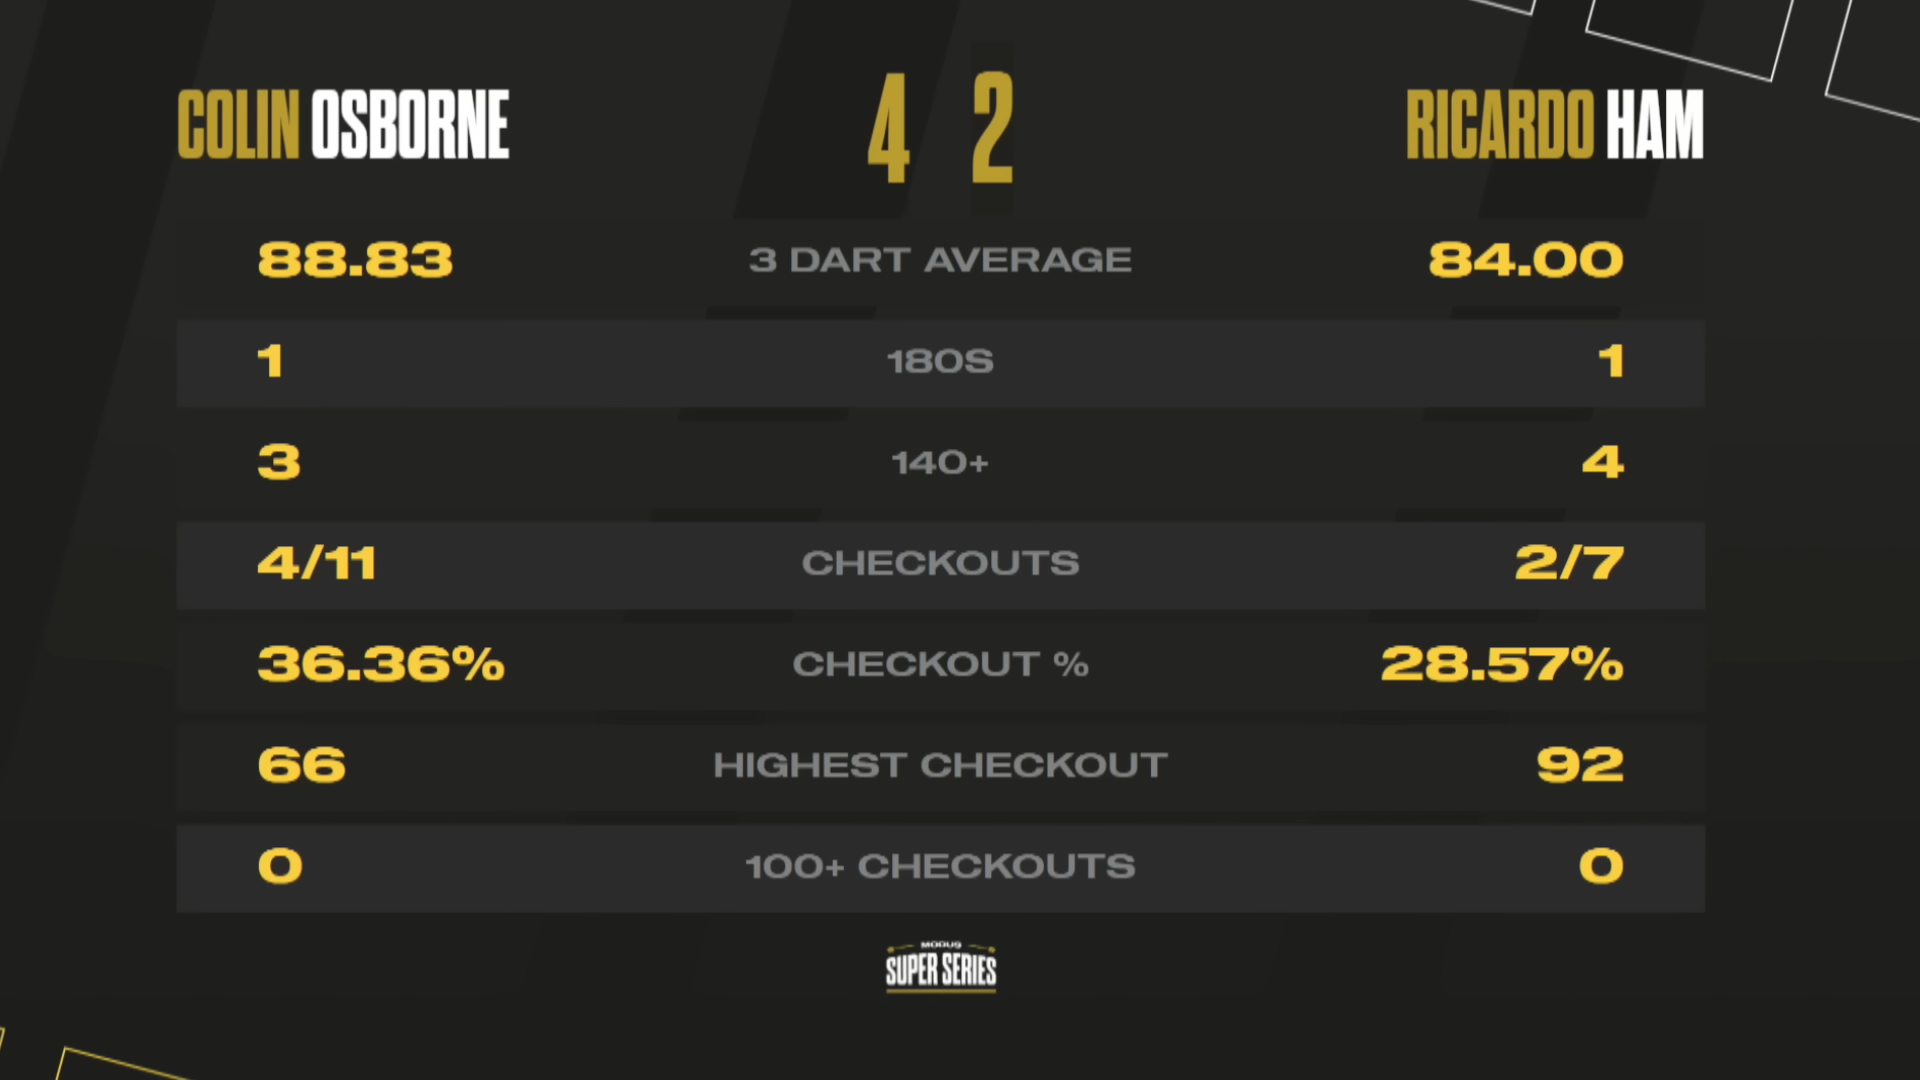 COLIN OSBORNE 4 2 RICARDO HAM
88.83 3 DART AVERAGE 84.00
1 180S 1
3 140+ 4
4/11 CHECKOUTS 2/7
36.36% CHECKOUT % 28.57%
66 HIGHEST CHECKOUT 92
0 100+ CHECKOUTS 0
MODUS
SUPER SERIES